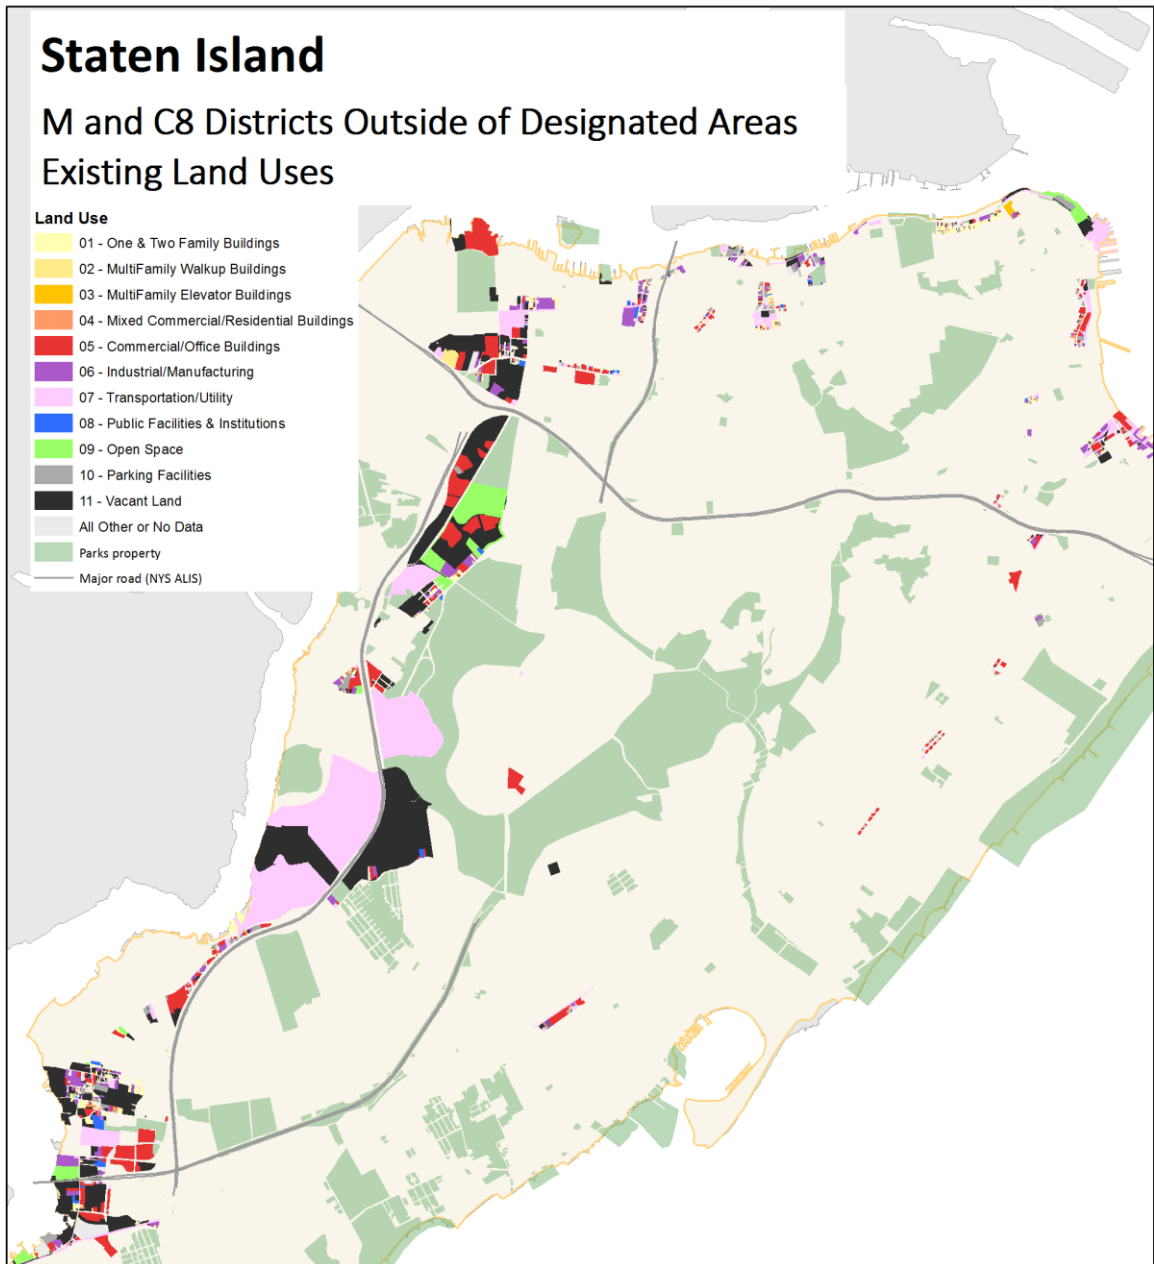 Staten Island
M and C8 Districts Outside of Designated Areas
Existing Land Uses
Land Use
01 - One & Two Family Buildings
02 - MultiFamily Walkup Buildings
03 - MultiFamily Elevator Buildings
04 - Mixed Commercial/Residential Buildings
05 - Commercial/Office Buildings
06 - Industrial/Manufacturing
07 - Transportation/Utility
08 - Public Facilities & Institutions
09 - Open Space
10 - Parking Facilities
11 - Vacant Land
All Other or No Data
Parks property
Major road (NYS ALIS)